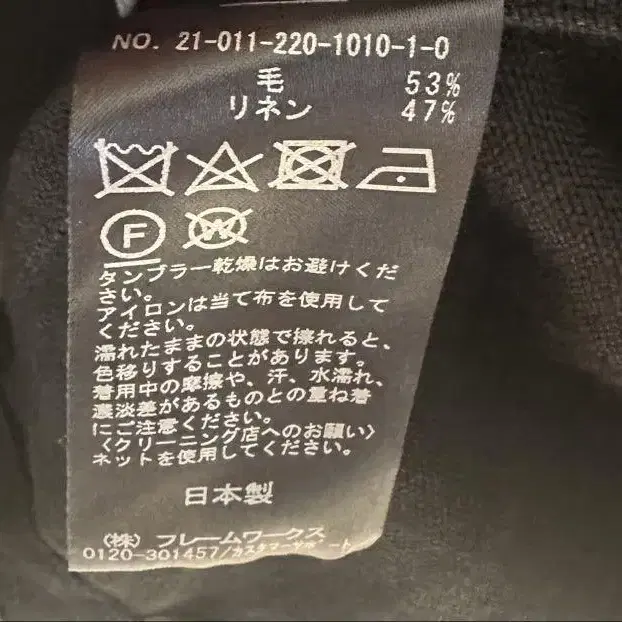 NO. 21-011-220-1010-1-0
毛 53%
リネン 47%
F W
タンブラー乾燥はお避けくだ
さい。
アイロンは当て布を使用して
ください。
濡れたままの状態で擦れると、
色移りすることがあります。
着用中の摩擦や、汗、水濡れ、
濃淡差があるものとの重ね着
にご注意ください。
〈クリーニング店へのお願い〉
ネットを使用してください。
日本製
(株) フレームワークス
0120-301457/カスタマーサポート